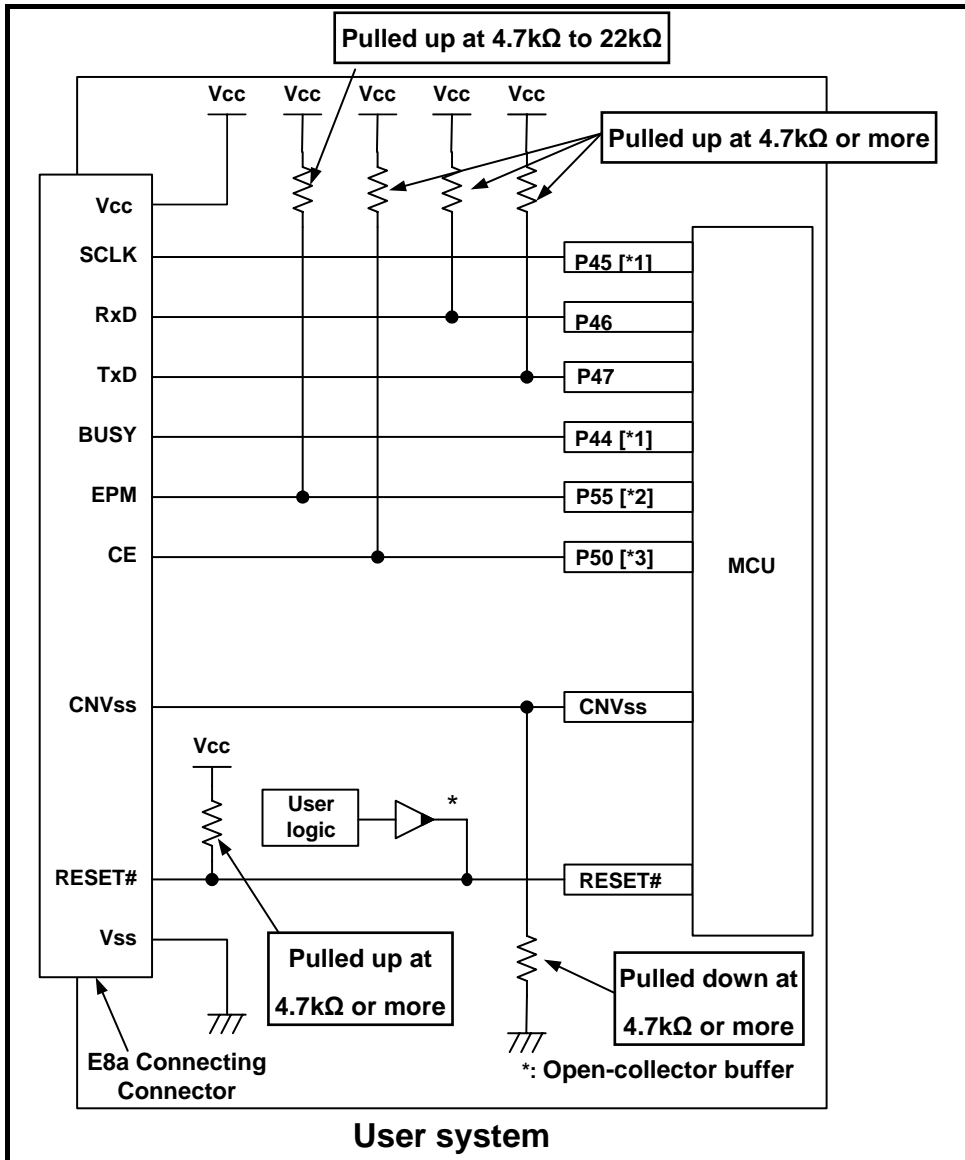 Pulled up at 4.7kΩ to 22kΩ
Vcc
Vcc
Vcc
Vcc
Vcc
Pulled up at 4.7kΩ or more
Vcc
SCLK
P45 [*1]
RxD
P46
TxD
P47
BUSY
P44 [*1]
EPM
P55 [*2]
CE
P50 [*3]
MCU
CNVss
CNVss
Vcc
User
logic
*
RESET#
RESET#
Vss
Pulled up at
4.7kΩ or more
Pulled down at
4.7kΩ or more
E8a Connecting
Connector
*: Open-collector buffer
User system